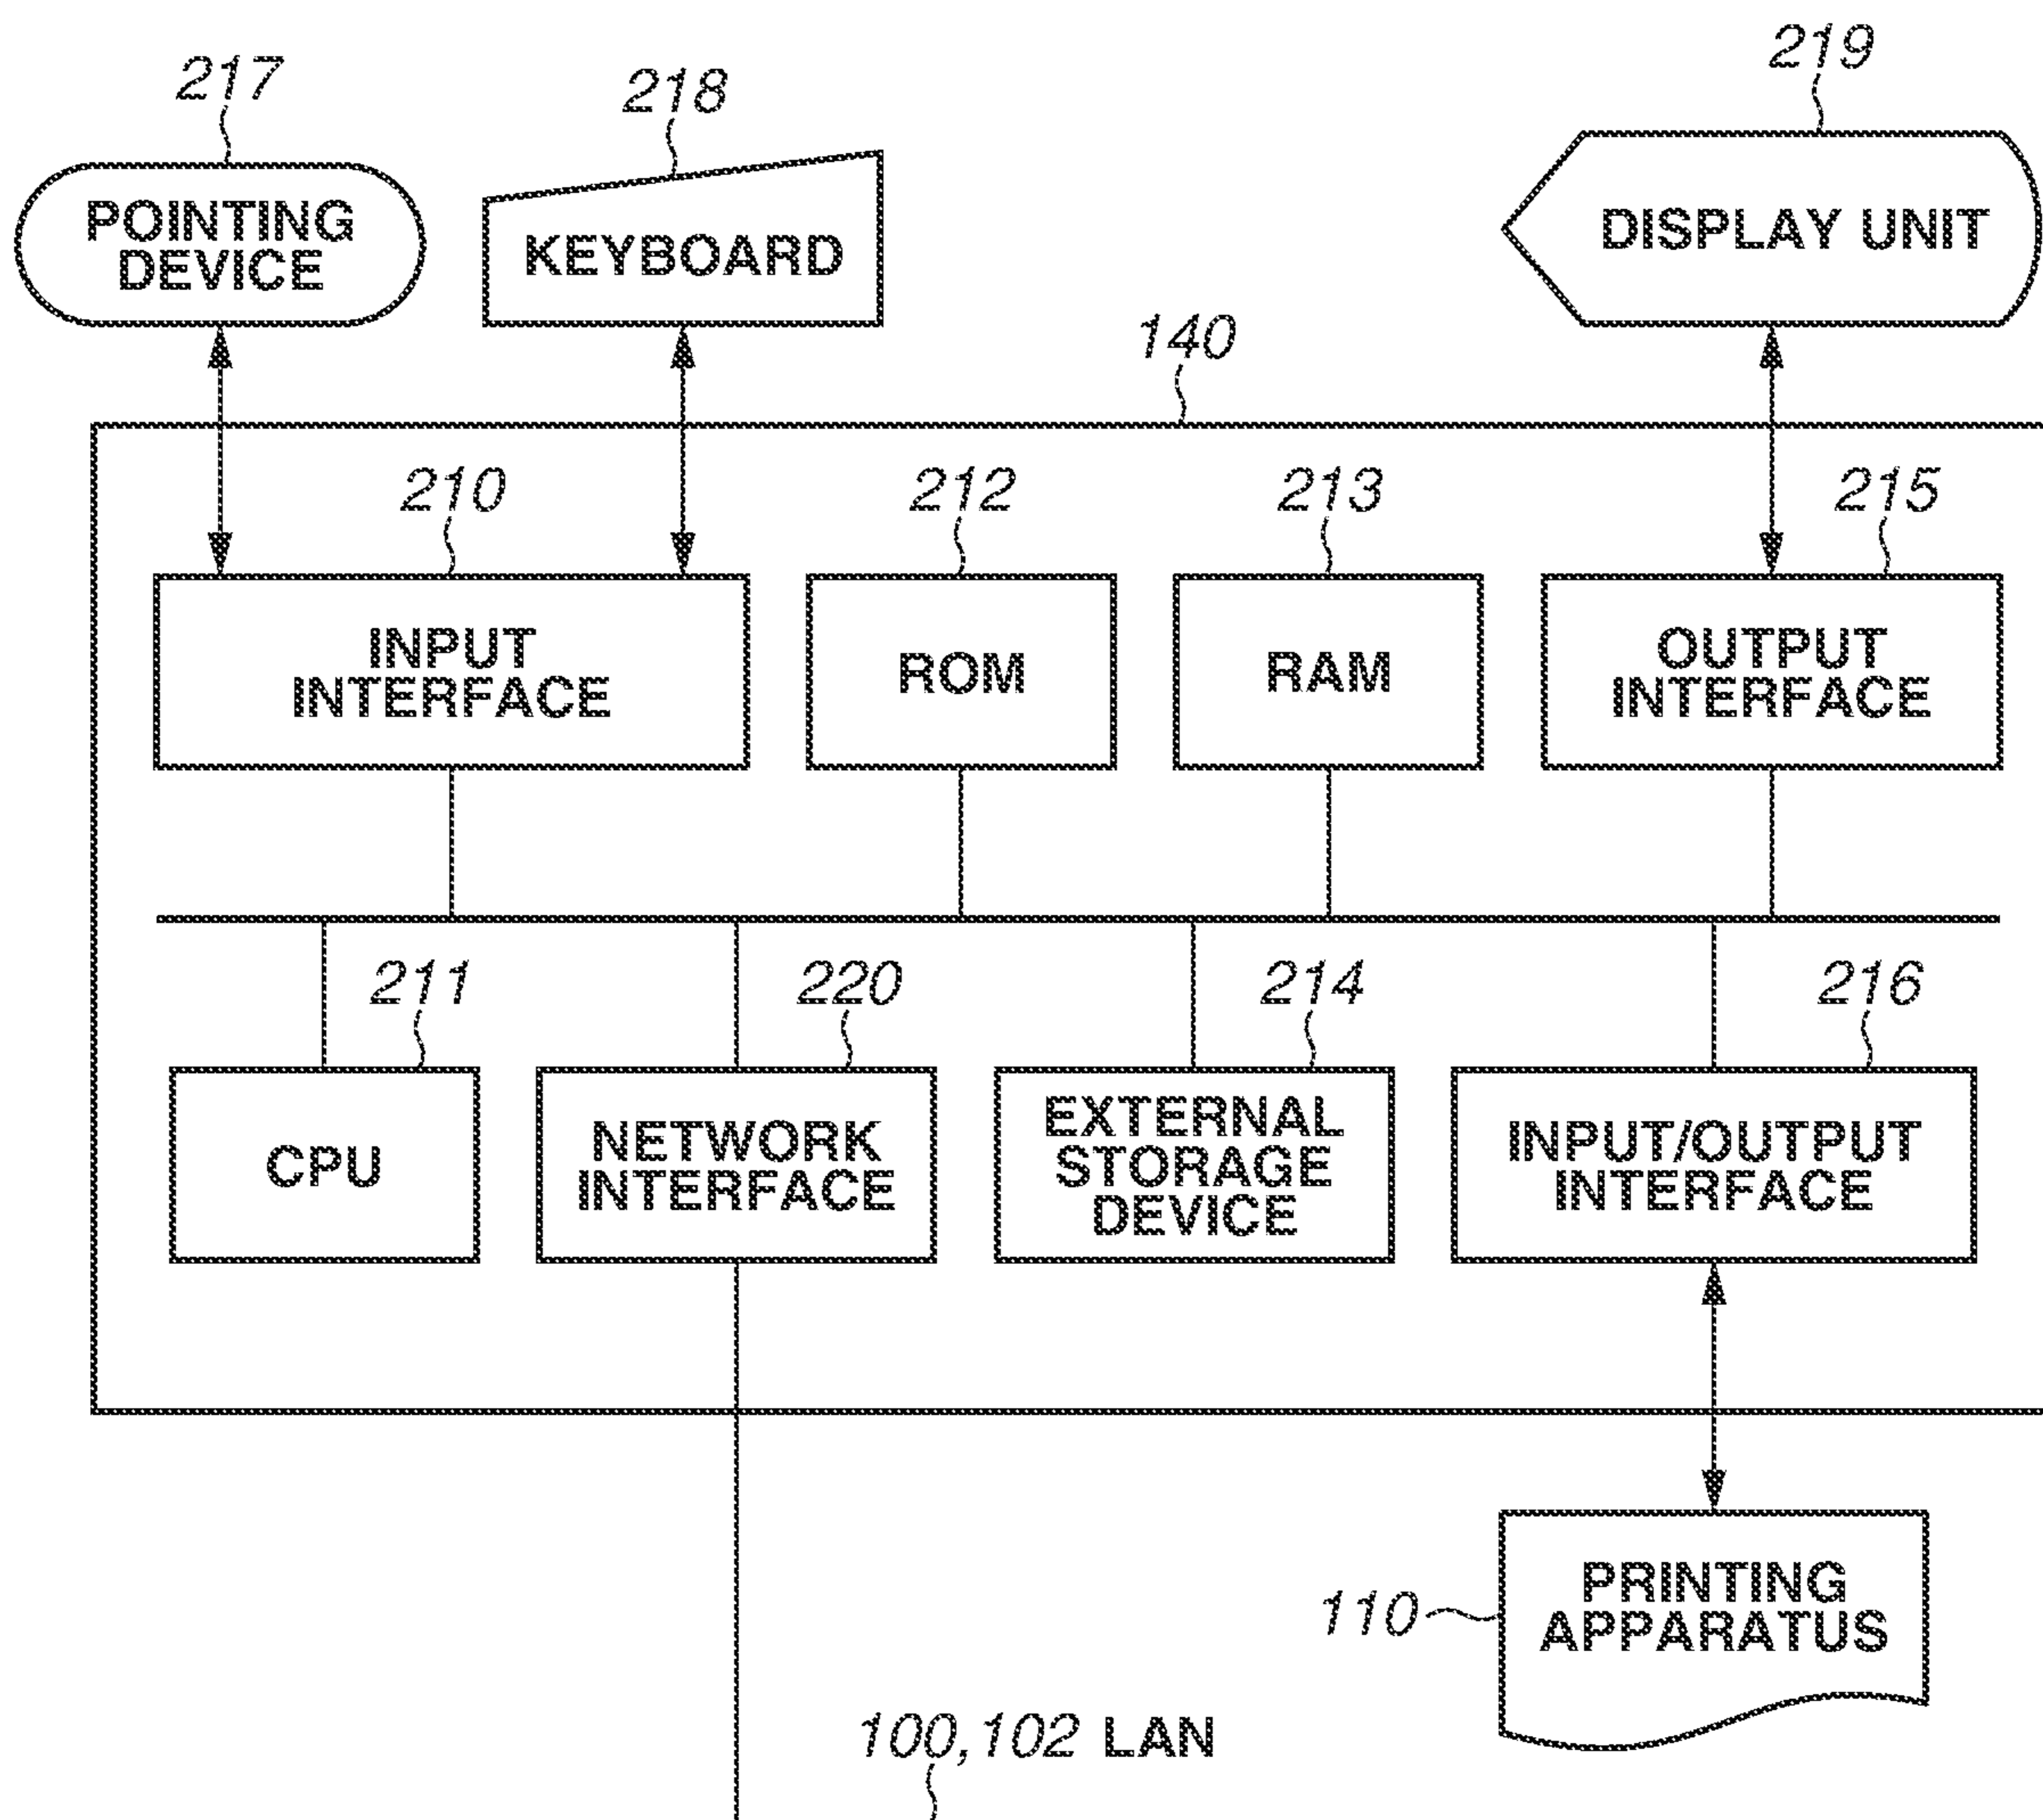 217
218
219
POINTING
DEVICE
KEYBOARD
DISPLAY UNIT
140
210
212
213
215
INPUT
INTERFACE
ROM
RAM
OUTPUT
INTERFACE
211
220
214
216
CPU
NETWORK
INTERFACE
EXTERNAL
STORAGE
DEVICE
INPUT/OUTPUT
INTERFACE
110
PRINTING
APPARATUS
100,102 LAN